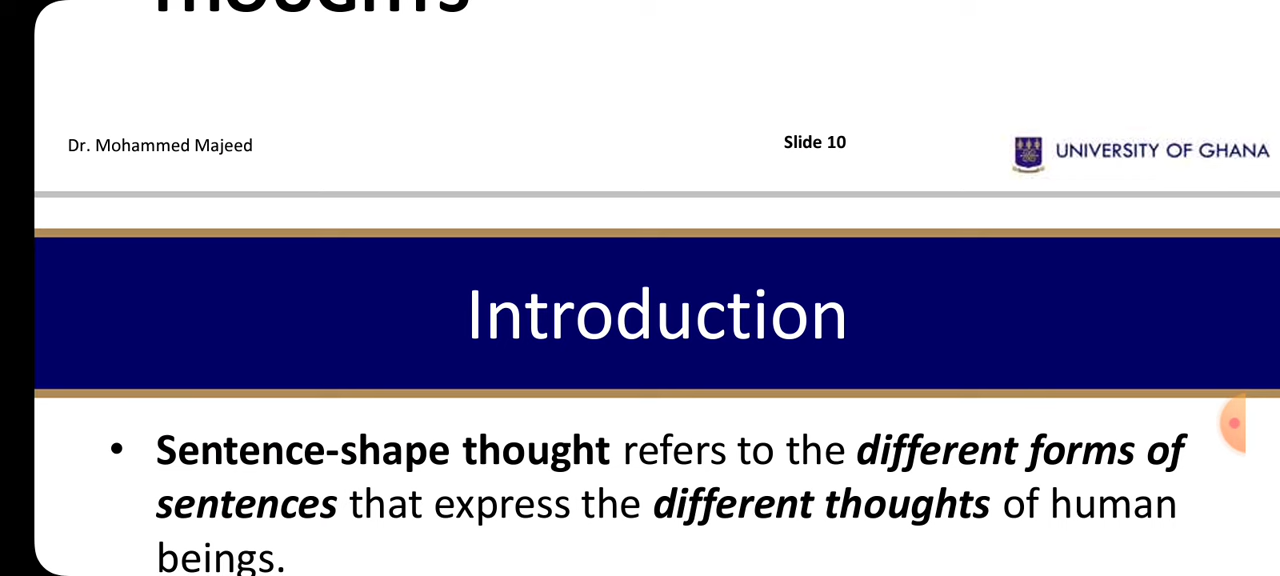 THOUGHTS
Dr. Mohammed Majeed
Slide 10
UNIVERSITY OF GHANA
Introduction
• Sentence-shape thought refers to the different forms of
sentences that express the different thoughts of human
beings.